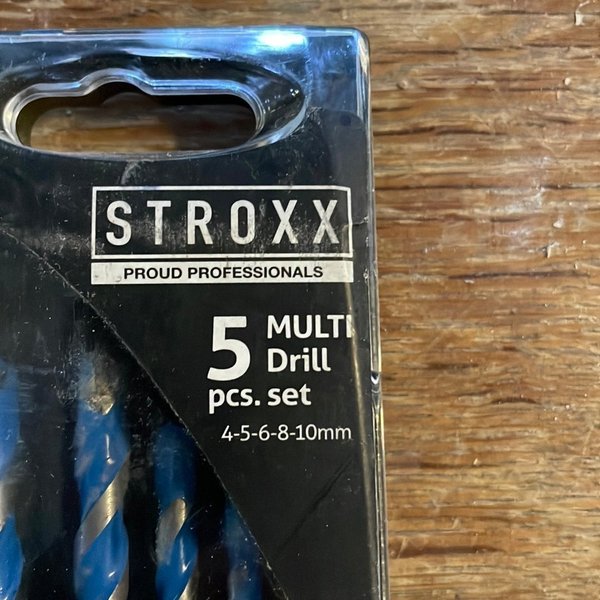 STROXX
PROUD PROFESSIONALS
5 MULTI
Drill
pcs. set
4-5-6-8-10mm